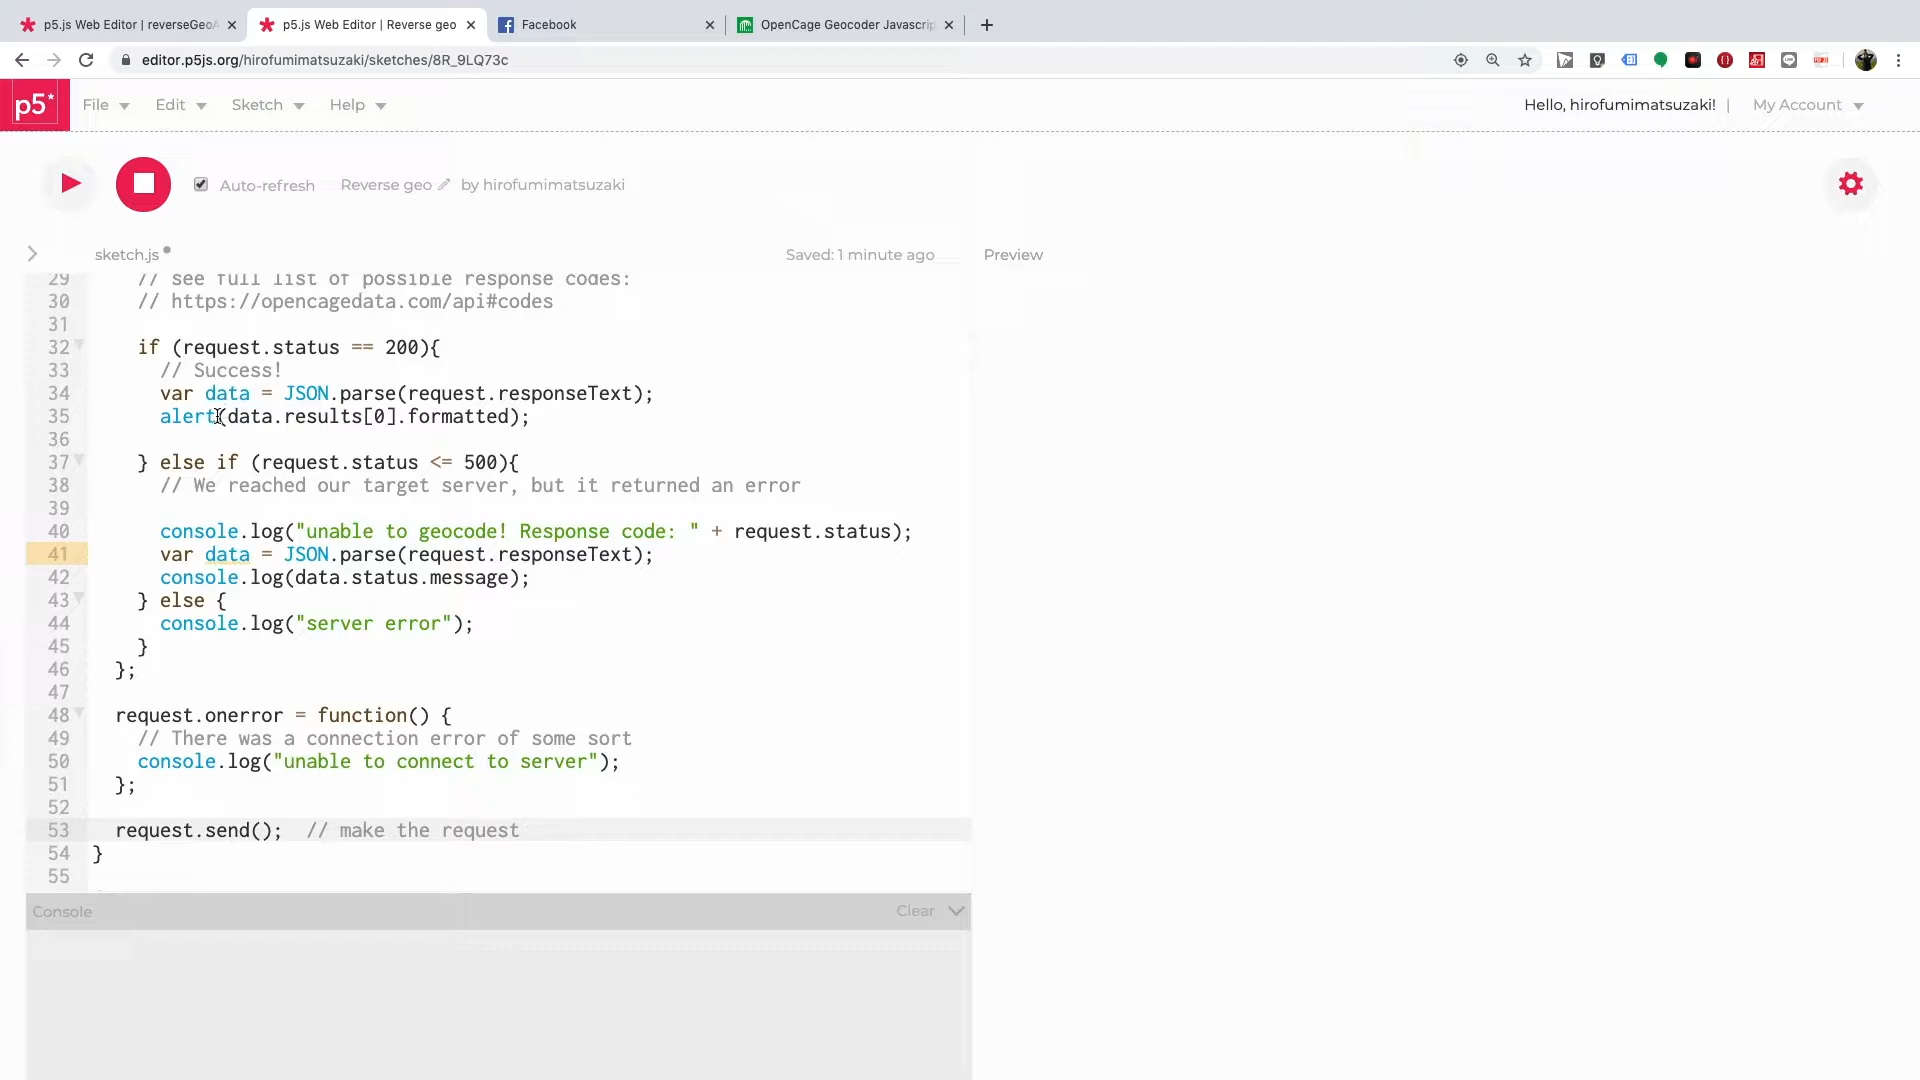 p5.js Web Editor | reverseGeoA
p5.js Web Editor | Reverse geo
Facebook
OpenCage Geocoder Javascrip
editor.p5js.org/hirofumimatsuzaki/sketches/8R_9LQ73c
p5* File Edit Sketch Help
Hello, hirofumimatsuzaki! | My Account
Auto-refresh Reverse geo by hirofumimatsuzaki
sketch.js Saved: 1 minute ago Preview
29 // see full list of possible response codes:
30 // https://opencagedata.com/api#codes
31
32 if (request.status == 200){
33 // Success!
34 var data = JSON.parse(request.responseText);
35 alert(data.results[0].formatted);
36
37 } else if (request.status <= 500){
38 // We reached our target server, but it returned an error
39
40 console.log("unable to geocode! Response code: " + request.status);
41 var data = JSON.parse(request.responseText);
42 console.log(data.status.message);
43 } else {
44 console.log("server error");
45 }
46 };
47
48 request.onerror = function() {
49 // There was a connection error of some sort
50 console.log("unable to connect to server");
51 };
52
53 request.send();  // make the request
54 }
55
Console Clear